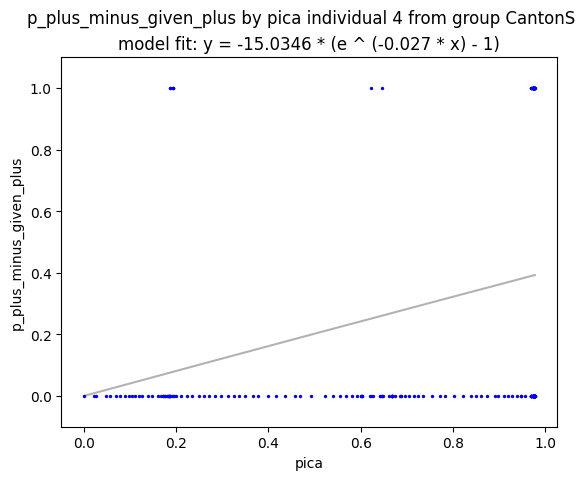 p_plus_minus_given_plus by pica individual 4 from group CantonS
model fit: y = -15.0346 * (e ^ (-0.027 * x) - 1)
1.0
0.8
0.6
0.4
0.2
0.0
p_plus_minus_given_plus
0.0 0.2 0.4 0.6 0.8 1.0
pica